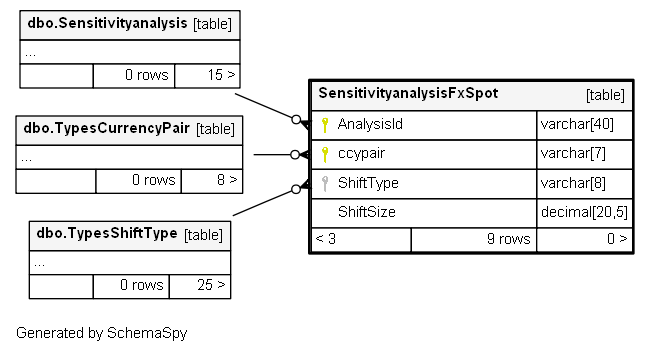 dbo.Sensitivityanalysis [table]
...
0 rows 15 >
dbo.TypesCurrencyPair [table]
...
0 rows 8 >
dbo.TypesShiftType [table]
...
0 rows 25 >
SensitivityanalysisFxSpot [table]
AnalysisId varchar[40]
ccypair varchar[7]
ShiftType varchar[8]
ShiftSize decimal[20,5]
< 3 9 rows 0 >
Generated by SchemaSpy